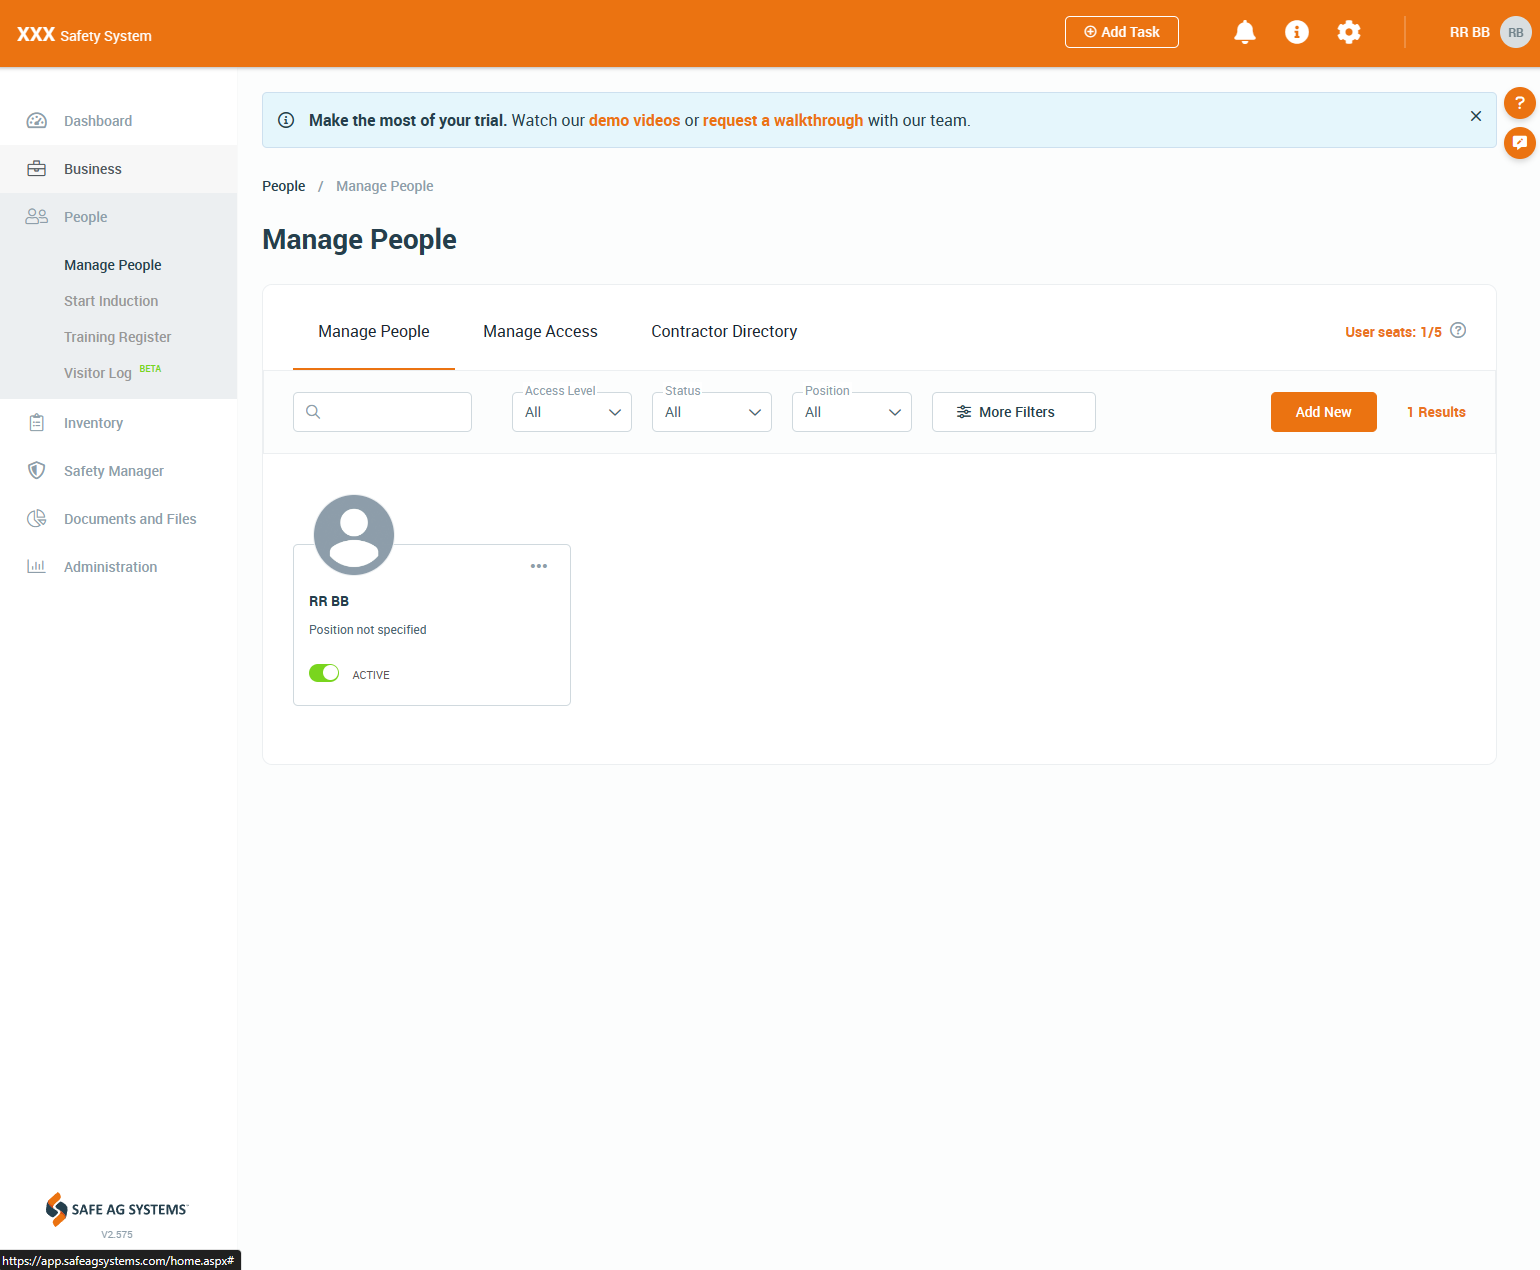 XXX Safety System
Add Task
RR BB
RB
Dashboard
Business
People
Manage People
Start Induction
Training Register
Visitor Log BETA
Inventory
Safety Manager
Documents and Files
Administration
Make the most of your trial. Watch our demo videos or request a walkthrough with our team.
?
People / Manage People
Manage People
Manage People
Manage Access
Contractor Directory
User seats: 1/5 ?
Access Level
All
Status
All
Position
All
More Filters
Add New
1 Results
RR BB
Position not specified
ACTIVE
SAFE AG SYSTEMS™
V2.575
https://app.safeagsystems.com/home.aspx#